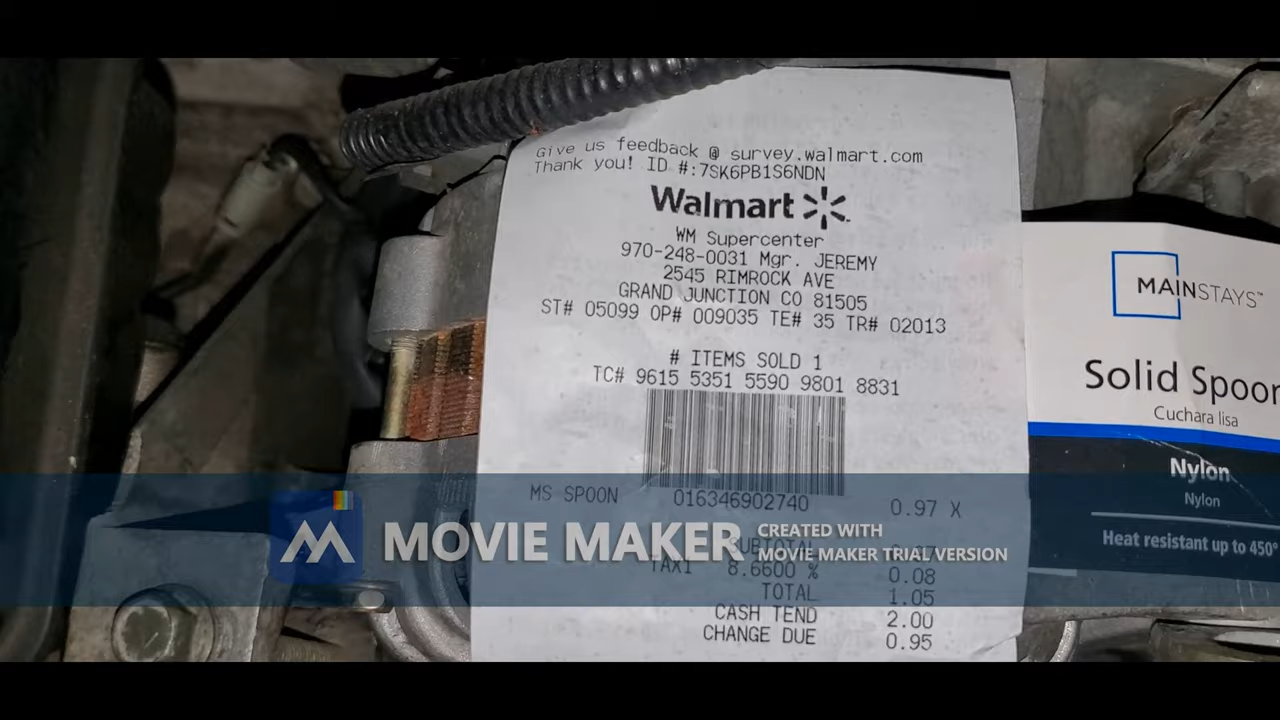 Give us feedback @ survey.walmart.com
Thank you! ID #:7SK6PB1S6NDN
Walmart
WM Supercenter
970-248-0031 Mgr. JEREMY
2545 RIMROCK AVE
GRAND JUNCTION CO 81505
ST# 05099 OP# 009035 TE# 35 TR# 02013
# ITEMS SOLD 1
TC# 9615 5351 5590 9801 8831
MS SPOON 016346902740 0.97 X
SUBTOTAL 0.97
TAX1 8.6600 % 0.08
TOTAL 1.05
CASH TEND 2.00
CHANGE DUE 0.95
MAINSTAYS™
Solid Spoon
Cuchara lisa
Nylon
Nylon
Heat resistant up to 450°
MOVIE MAKER
CREATED WITH
MOVIE MAKER TRIAL VERSION